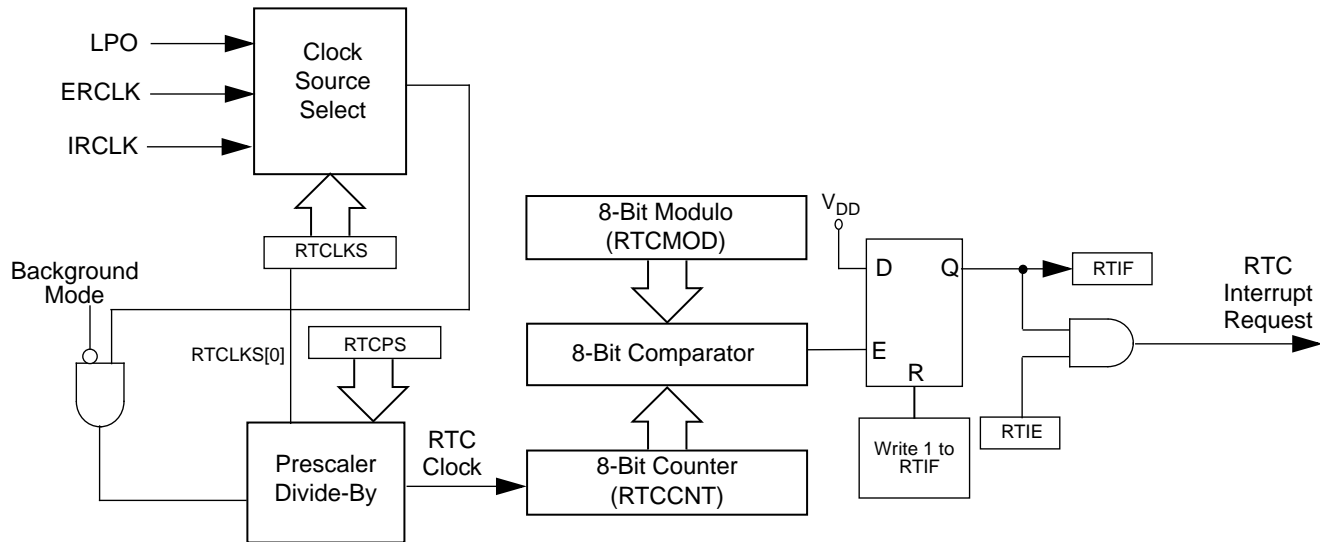 LPO
ERCLK
IRCLK
Clock
Source
Select
RTCLKS
Background
Mode
RTCLKS[0]
RTCPS
Prescaler
Divide-By
RTC
Clock
8-Bit Modulo
(RTCMOD)
8-Bit Comparator
8-Bit Counter
(RTCCNT)
VDD
D
Q
E
R
Write 1 to
RTIF
RTIF
RTIE
RTC
Interrupt
Request